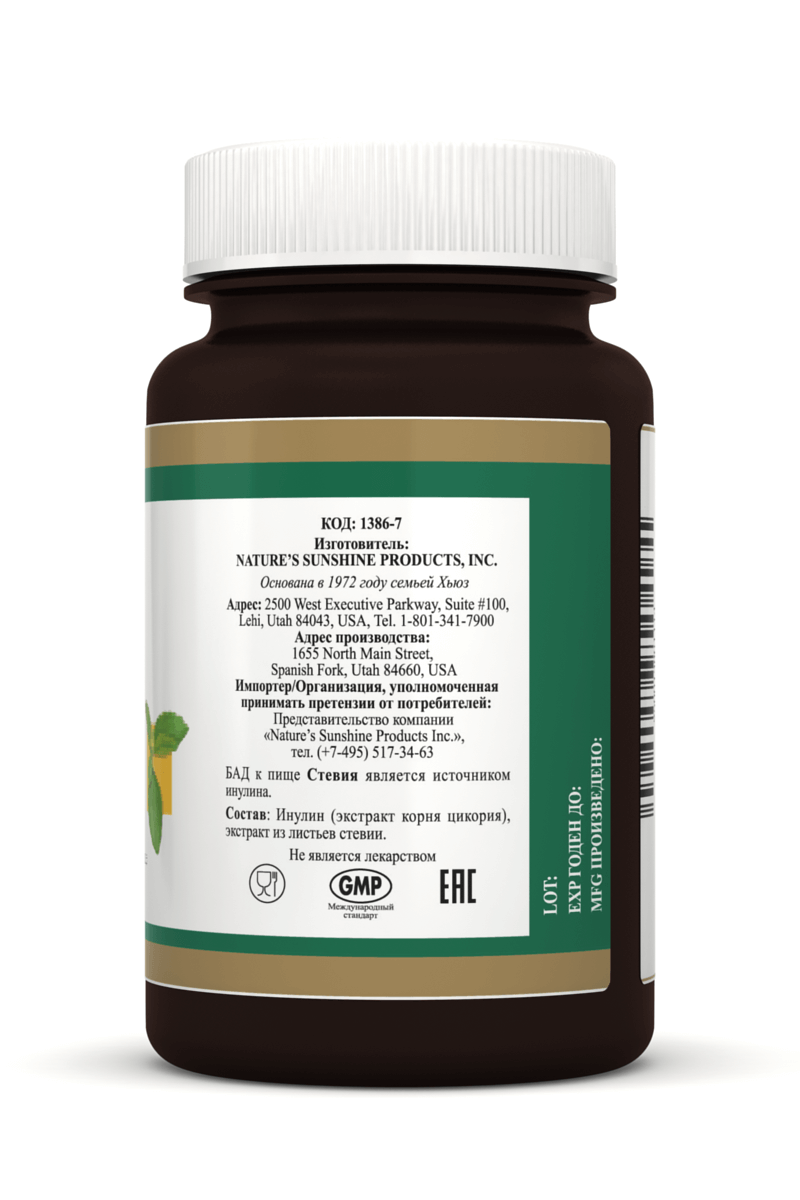 КОД: 1386-7
Изготовитель:
NATURE'S SUNSHINE PRODUCTS, INC.
Основана в 1972 году семьей Хьюз
Адрес: 2500 West Executive Parkway, Suite #100,
Lehi, Utah 84043, USA, Tel. 1-801-341-7900
Адрес производства:
1655 North Main Street,
Spanish Fork, Utah 84660, USA
Импортер/Организация, уполномоченная
принимать претензии от потребителей:
Представительство компании
«Nature's Sunshine Products Inc.»,
тел. (+7-495) 517-34-63
БАД к пище Стевия является источником
инулина.
Состав: Инулин (экстракт корня цикория),
экстракт из листьев стевии.
Не является лекарством
GMP
Международный
стандарт
EAC
LOT:
EXP ГОДЕН ДО:
MFG ПРОИЗВЕДЕНО: